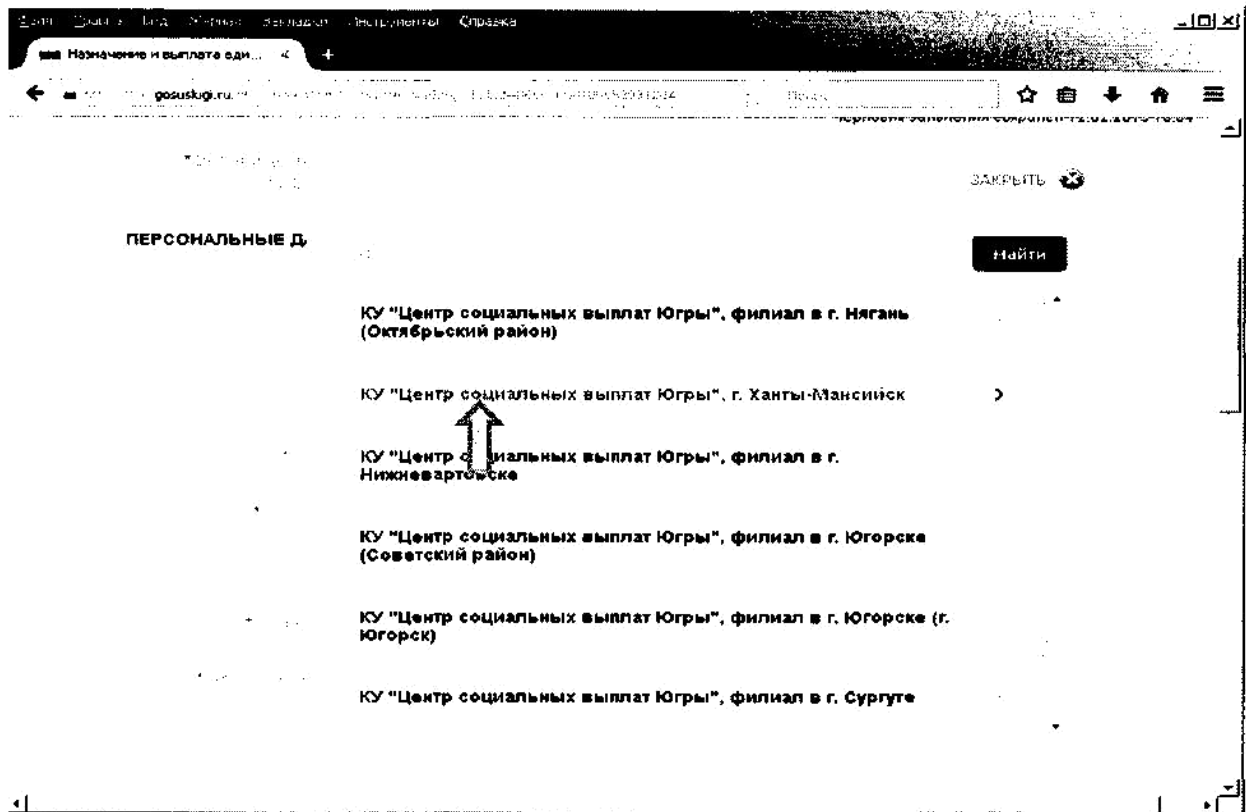 Справка
Назначение и выплата еди...
gosuslugi.ru
ЗАКРЫТЬ
ПЕРСОНАЛЬНЫЕ Д
Найти
КУ "Центр социальных выплат Югры", филиал в г. Нягань
(Октябрьский район)
КУ "Центр социальных выплат Югры", г. Ханты-Мансийск
КУ "Центр социальных выплат Югры", филиал в г.
Нижневартовске
КУ "Центр социальных выплат Югры", филиал в г. Югорске
(Советский район)
КУ "Центр социальных выплат Югры", филиал в г. Югорске (г.
Югорск)
КУ "Центр социальных выплат Югры", филиал в г. Сургуте